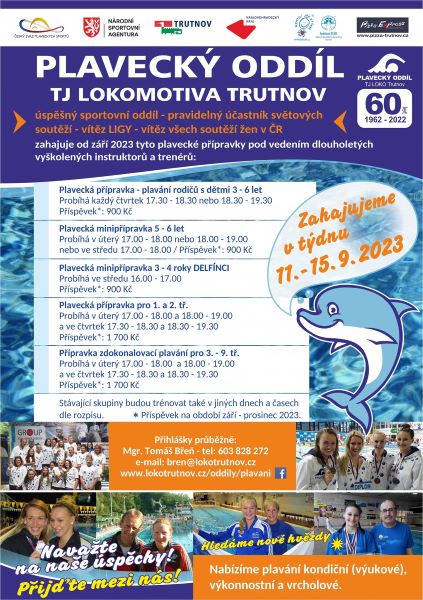 ČESKÝ SVAZ PLAVECKÝCH SPORTŮ
NÁRODNÍ
SPORTOVNÍ
AGENTURA
TRUTNOV
KRÁLOVÉHRADECKÝ
KRAJ
www.pizza-trutnov.cz
PLAVECKÝ ODDÍL
TJ LOKOMOTIVA TRUTNOV
PLAVECKÝ ODDÍL
TJ LOKO Trutnov
60
1962 - 2022
úspěšný sportovní oddíl - pravidelný účastník světových
soutěží - vítěz LIGY - vítěz všech soutěží žen v ČR
zahajuje od září 2023 tyto plavecké přípravky pod vedením dlouholetých
vyškolených instruktorů a trenérů:
Plavecká přípravka - plavání rodičů s dětmi 3 - 6 let
Probíhá každý čtvrtek 17.30 - 18.30 nebo 18.30 - 19.30
Příspěvek*: 900 Kč
Plavecká minipřípravka 5 - 6 let
Probíhá v úterý 17.00 - 18.00 nebo 18.00 - 19.00
nebo ve středu 17.00 - 18.00 / Příspěvek*: 900 Kč
Plavecká minipřípravka 3 - 4 roky DELFÍNCI
Probíhá ve středu 16.00 - 17.00
Příspěvek*: 900 Kč
Plavecká přípravka pro 1. a 2. tř.
Probíhá v úterý 17.00 - 18.00 a 18.00 - 19.00
a ve čtvrtek 17.30 - 18.30 a 18.30 - 19.30
Příspěvek*: 1 700 Kč
Přípravka zdokonalovací plavání pro 3. - 9. tř.
Probíhá v úterý 17.00 - 18.00 a 18.00 - 19.00
a ve čtvrtek 17.30 - 18.30 a 18.30 - 19.30
Příspěvek*: 1 700 Kč
Zahajujeme
v týdnu
11.-15.9.2023
Stávající skupiny budou trénovat také v jiných dnech a časech
dle rozpisu. * Příspěvek na období září - prosinec 2023.
Přihlášky průběžně:
Mgr. Tomáš Břeň - tel: 603 828 272
e-mail: bren@lokotrutnov.cz
www.lokotrutnov.cz/oddily/plavani
GROUP
DIPLOM
Navažte
na naše úspěchy!
Přijďte mezi nás!
Hledáme nové hvězdy
Nabízíme plavání kondiční (výukové),
výkonnostní a vrcholové.